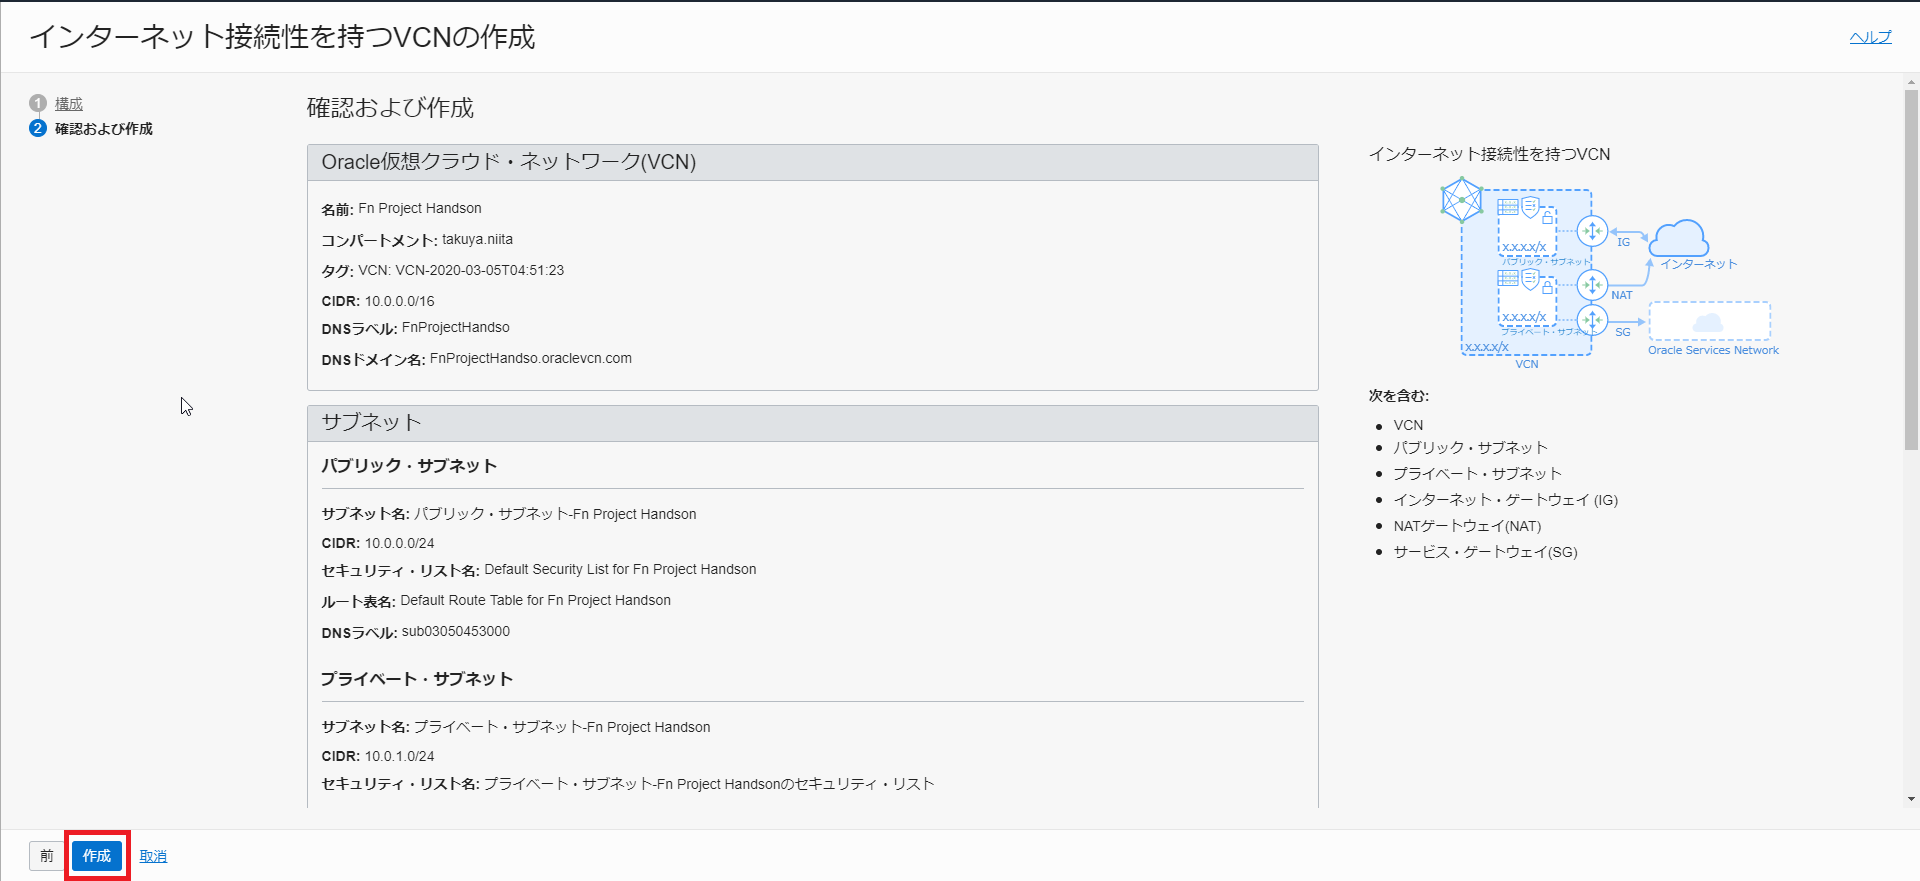 インターネット接続性を持つVCNの作成
ヘルプ
1 構成
2 確認および作成
確認および作成
Oracle仮想クラウド・ネットワーク(VCN)
名前: Fn Project Handson
コンパートメント: takuya.niita
タグ: VCN: VCN-2020-03-05T04:51:23
CIDR: 10.0.0.0/16
DNSラベル: FnProjectHandso
DNSドメイン名: FnProjectHandso.oraclevcn.com
サブネット
パブリック・サブネット
サブネット名: パブリック・サブネット-Fn Project Handson
CIDR: 10.0.0.0/24
セキュリティ・リスト名: Default Security List for Fn Project Handson
ルート表名: Default Route Table for Fn Project Handson
DNSラベル: sub03050453000
プライベート・サブネット
サブネット名: プライベート・サブネット-Fn Project Handson
CIDR: 10.0.1.0/24
セキュリティ・リスト名: プライベート・サブネット-Fn Project Handsonのセキュリティ・リスト
インターネット接続性を持つVCN
x.x.x.x/x
パブリック・サブネット
IG
インターネット
x.x.x.x/x
プライベート・サブネット
NAT
SG
x.x.x.x/x
VCN
Oracle Services Network
次を含む:
VCN
パブリック・サブネット
プライベート・サブネット
インターネット・ゲートウェイ (IG)
NATゲートウェイ(NAT)
サービス・ゲートウェイ(SG)
前
作成
取消